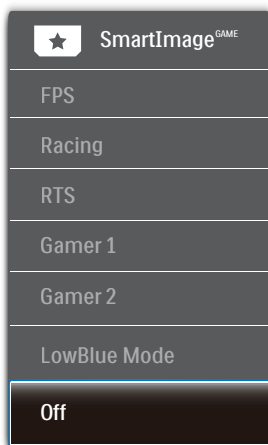 SmartImage GAME
FPS
Racing
RTS
Gamer 1
Gamer 2
LowBlue Mode
Off